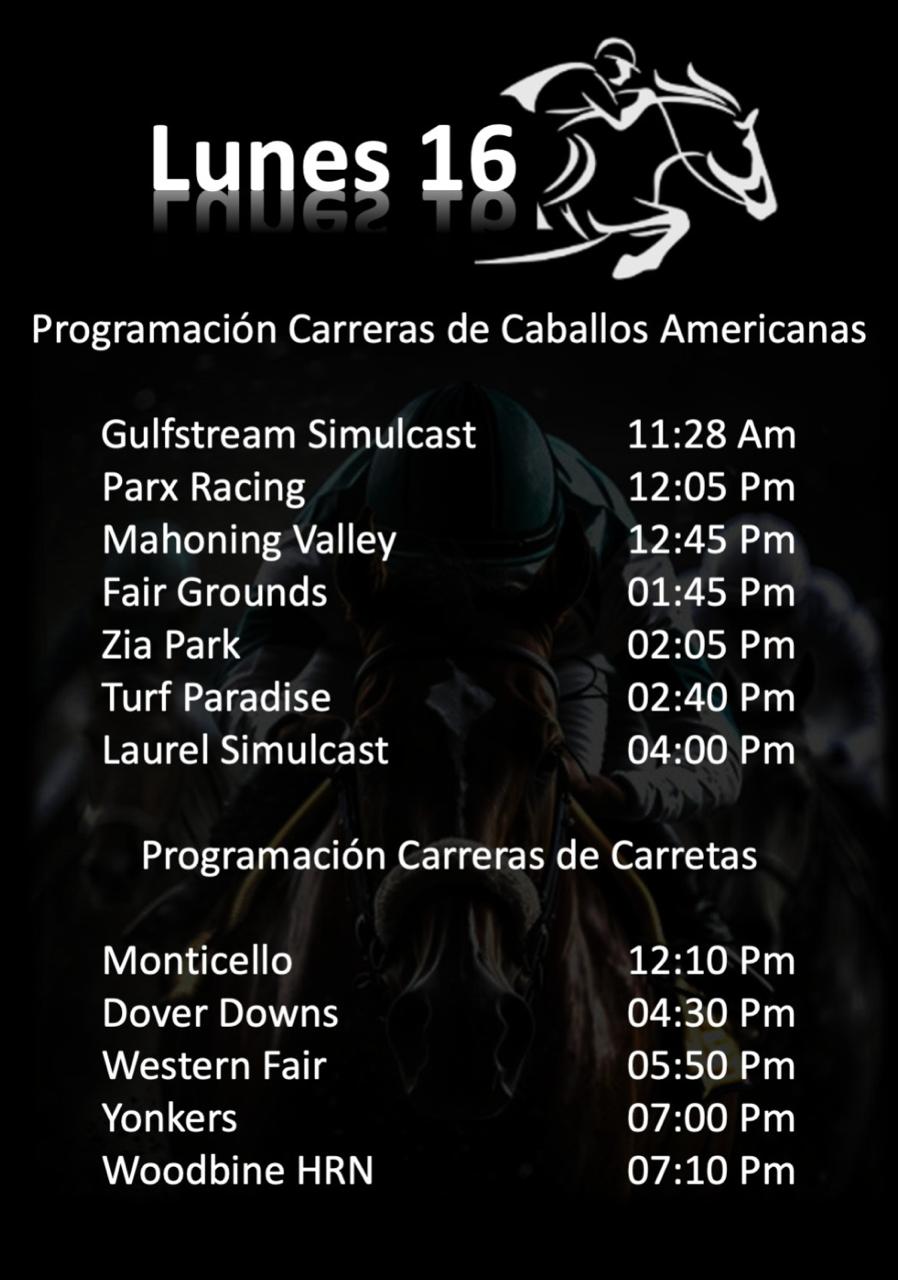 Lunes 16
Programación Carreras de Caballos Americanas
Gulfstream Simulcast 11:28 Am
Parx Racing 12:05 Pm
Mahoning Valley 12:45 Pm
Fair Grounds 01:45 Pm
Zia Park 02:05 Pm
Turf Paradise 02:40 Pm
Laurel Simulcast 04:00 Pm
Programación Carreras de Carretas
Monticello 12:10 Pm
Dover Downs 04:30 Pm
Western Fair 05:50 Pm
Yonkers 07:00 Pm
Woodbine HRN 07:10 Pm